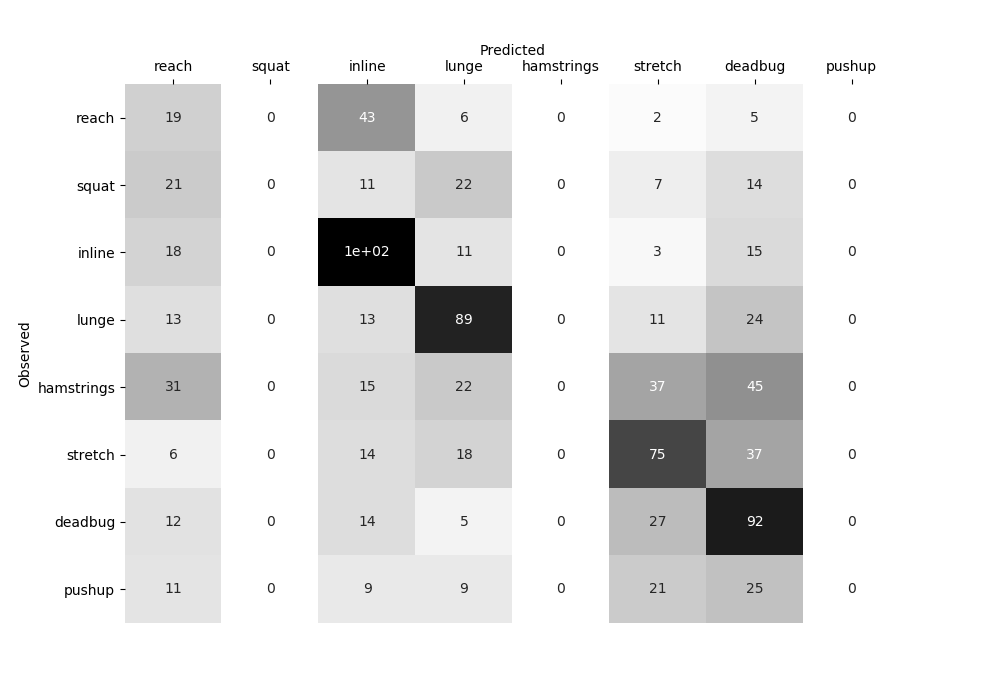 Predicted
reach squat inline lunge hamstrings stretch deadbug pushup
reach 19 0 43 6 0 2 5 0
squat 21 0 11 22 0 7 14 0
inline 18 0 1e+02 11 0 3 15 0
lunge 13 0 13 89 0 11 24 0
Observed
hamstrings 31 0 15 22 0 37 45 0
stretch 6 0 14 18 0 75 37 0
deadbug 12 0 14 5 0 27 92 0
pushup 11 0 9 9 0 21 25 0